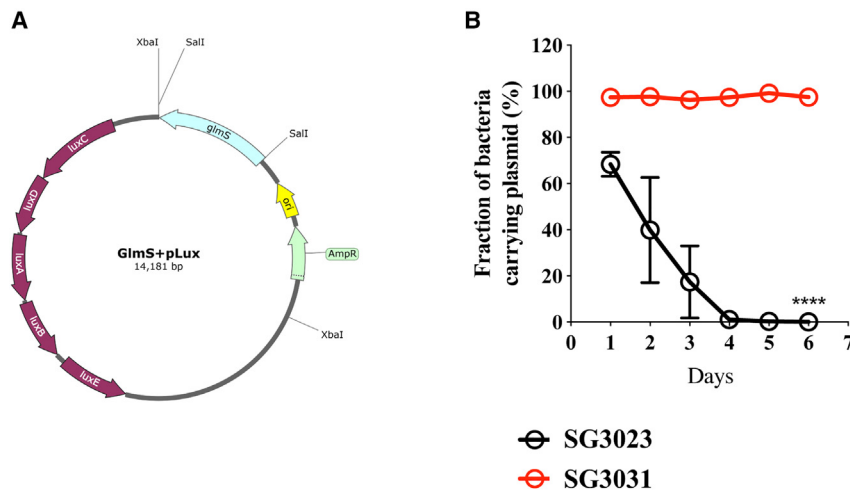 A
XbaI
SalI
glmS
SalI
ori
AmpR
XbaI
luxC
luxD
luxA
luxB
luxE
GlmS+pLux
14,181 bp
B
Fraction of bacteria
carrying plasmid (%)
120
100
80
60
40
20
0
0 1 2 3 4 5 6 7
Days
****
SG3023
SG3031